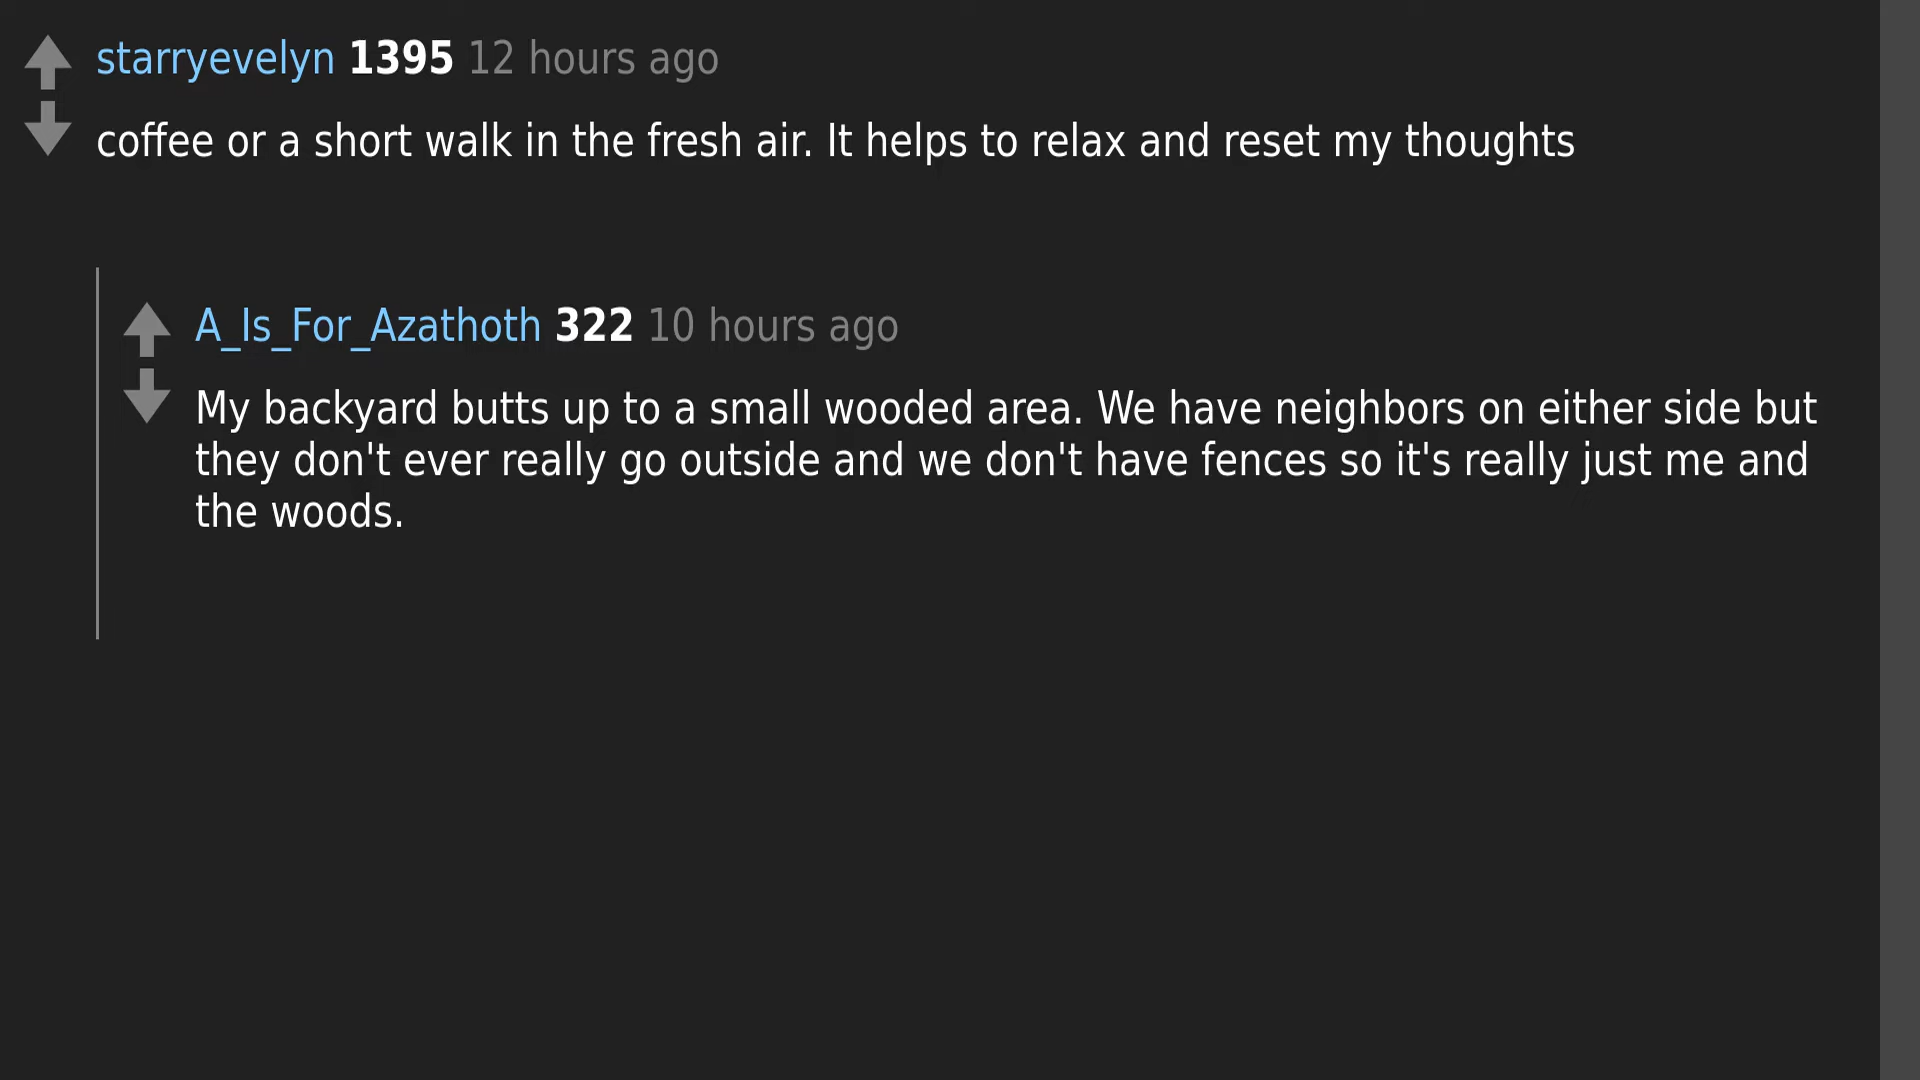 starryevelyn 1395 12 hours ago
coffee or a short walk in the fresh air. It helps to relax and reset my thoughts
A_Is_For_Azathoth 322 10 hours ago
My backyard butts up to a small wooded area. We have neighbors on either side but
they don't ever really go outside and we don't have fences so it's really just me and
the woods.